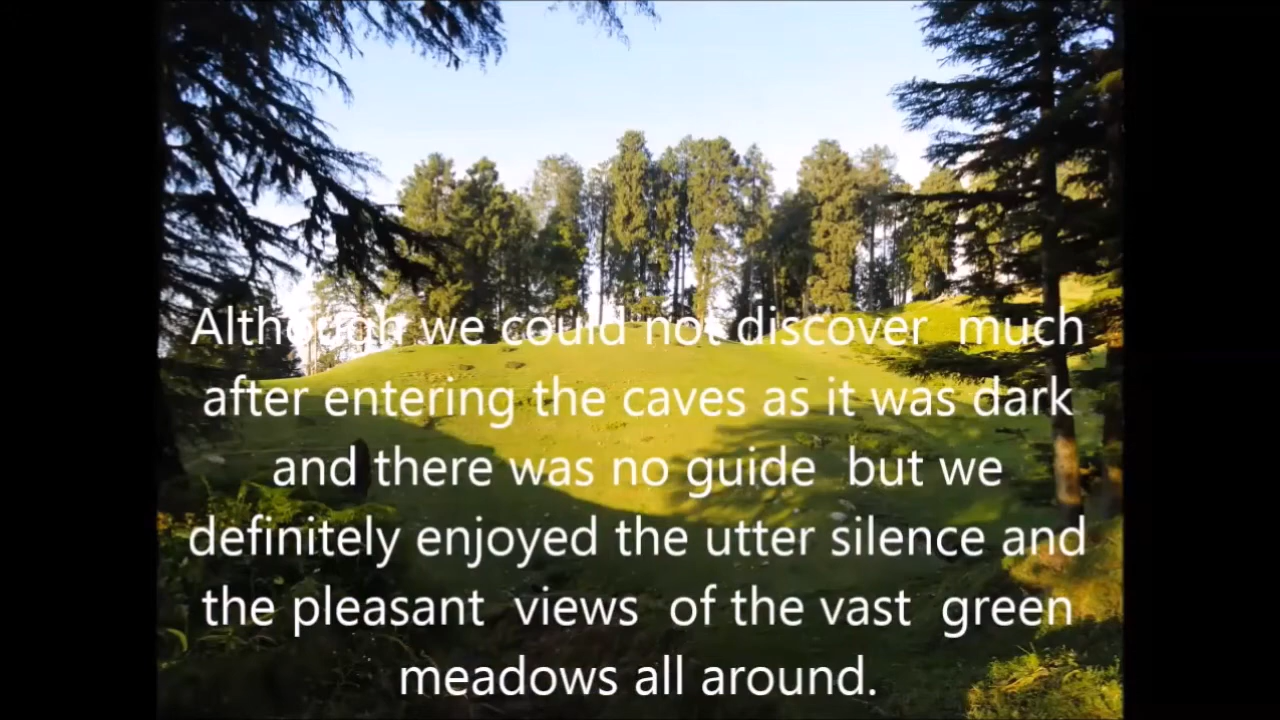 Although we could not discover  much
after entering the caves as it was dark
and there was no guide  but we
definitely enjoyed the utter silence and
the pleasant  views  of the vast  green
meadows all around.